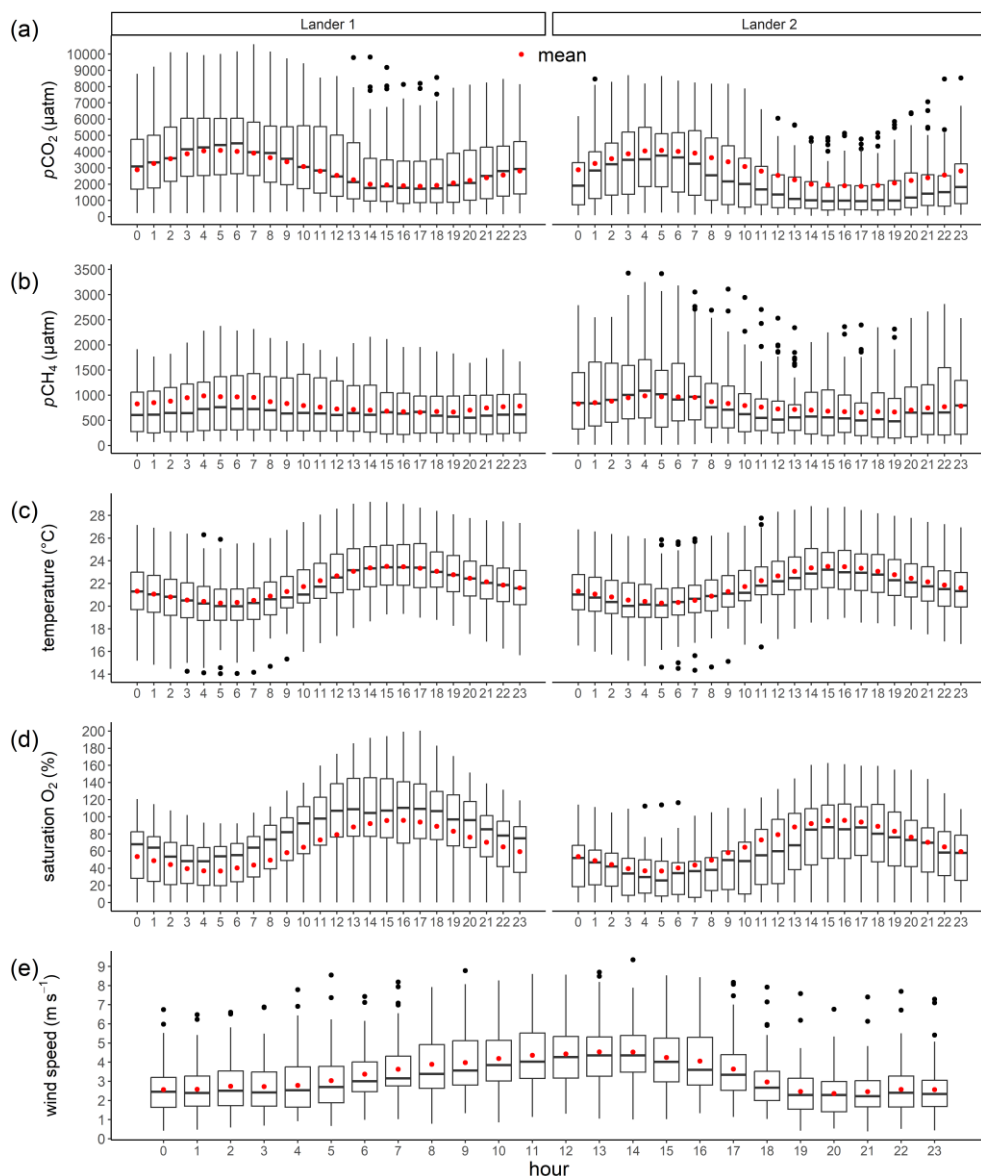 Lander 1 Lander 2
(a) mean
pCO₂ (µatm)
10000
9000
8000
7000
6000
5000
4000
3000
2000
1000
0
0 1 2 3 4 5 6 7 8 9 10 11 12 13 14 15 16 17 18 19 20 21 22 23 0 1 2 3 4 5 6 7 8 9 10 11 12 13 14 15 16 17 18 19 20 21 22 23
(b)
pCH₄ (µatm)
3500
3000
2500
2000
1500
1000
500
0
0 1 2 3 4 5 6 7 8 9 10 11 12 13 14 15 16 17 18 19 20 21 22 23 0 1 2 3 4 5 6 7 8 9 10 11 12 13 14 15 16 17 18 19 20 21 22 23
(c)
temperature (°C)
28
26
24
22
20
18
16
14
0 1 2 3 4 5 6 7 8 9 10 11 12 13 14 15 16 17 18 19 20 21 22 23 0 1 2 3 4 5 6 7 8 9 10 11 12 13 14 15 16 17 18 19 20 21 22 23
(d)
saturation O₂ (%)
200
180
160
140
120
100
80
60
40
20
0
0 1 2 3 4 5 6 7 8 9 10 11 12 13 14 15 16 17 18 19 20 21 22 23 0 1 2 3 4 5 6 7 8 9 10 11 12 13 14 15 16 17 18 19 20 21 22 23
(e)
wind speed (m s⁻¹)
9
8
7
6
5
4
3
2
1
0
0 1 2 3 4 5 6 7 8 9 10 11 12 13 14 15 16 17 18 19 20 21 22 23
hour